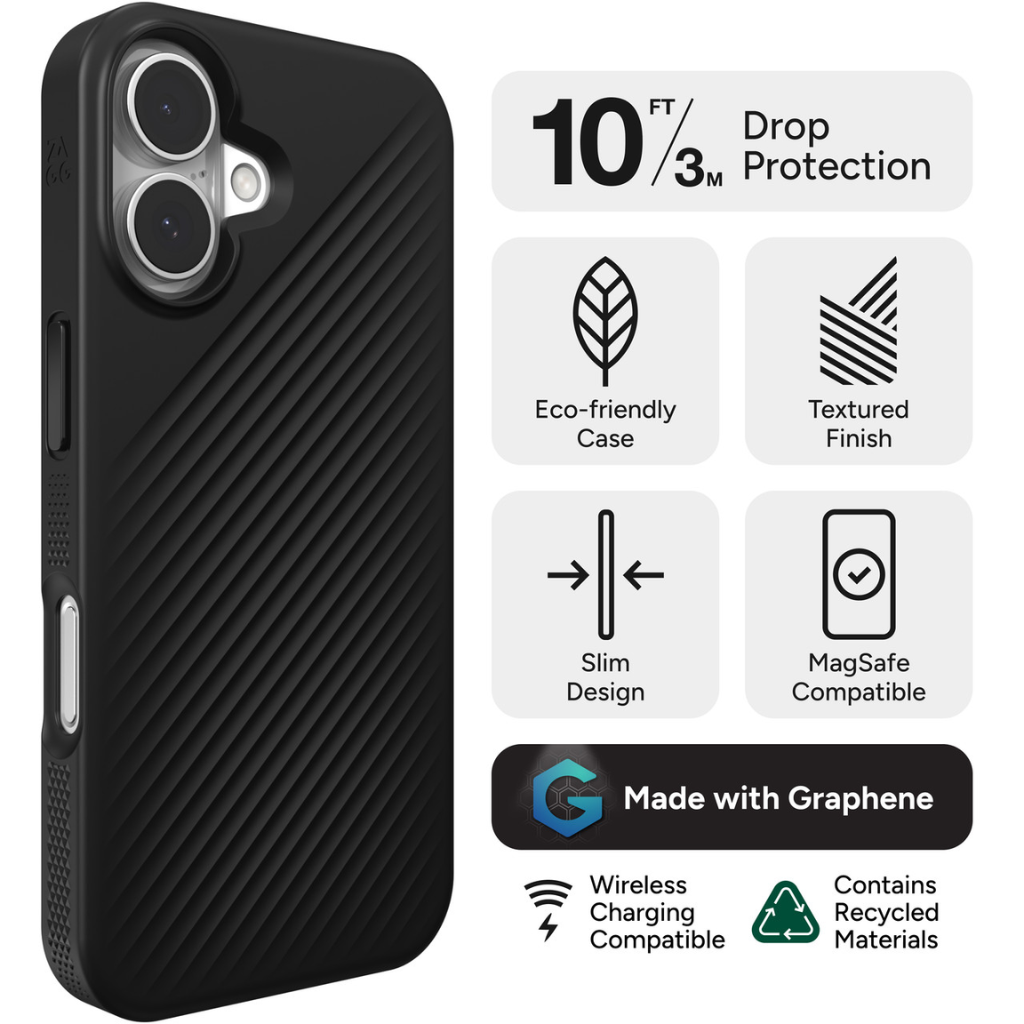 ZAGG
10 FT/3M
Drop
Protection
Eco-friendly
Case
Textured
Finish
Slim
Design
MagSafe
Compatible
G Made with Graphene
Wireless
Charging
Compatible
Contains
Recycled
Materials